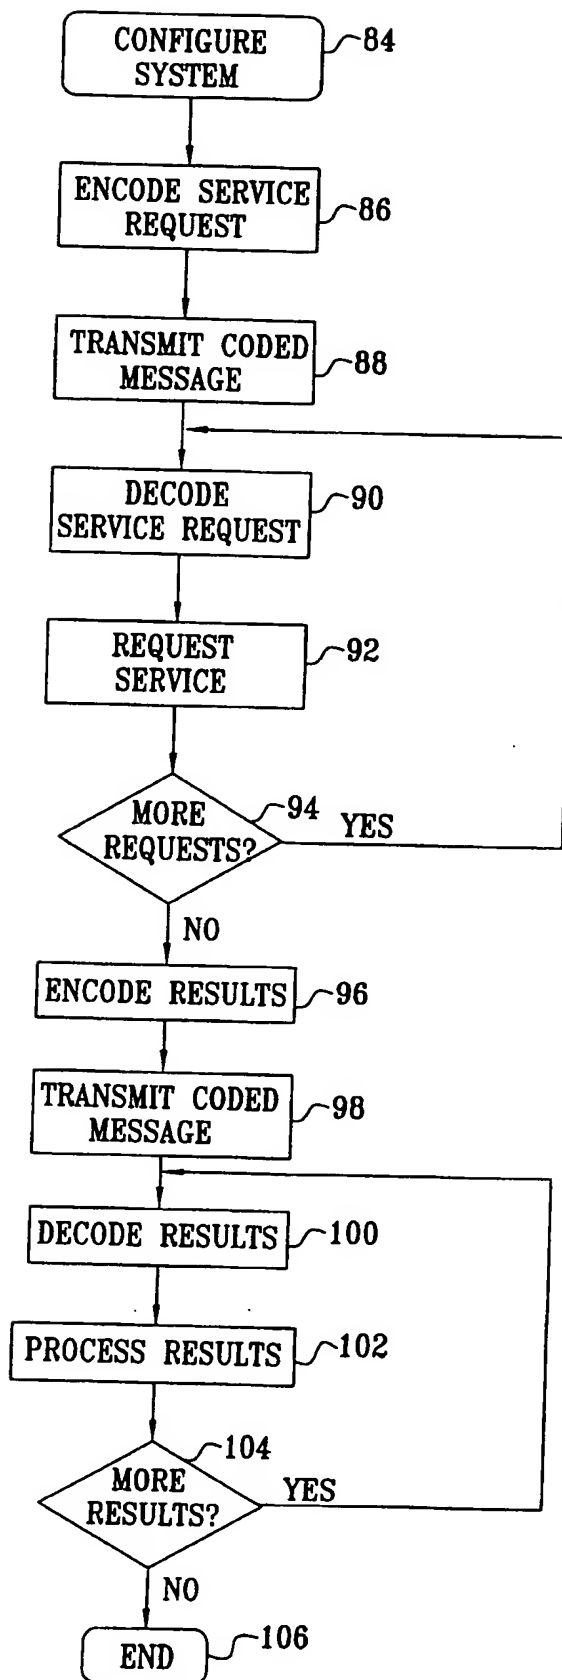 CONFIGURE
SYSTEM
84
ENCODE SERVICE
REQUEST
86
TRANSMIT CODED
MESSAGE
88
DECODE
SERVICE REQUEST
90
REQUEST
SERVICE
92
MORE
REQUESTS?
94
YES
NO
ENCODE RESULTS
96
TRANSMIT CODED
MESSAGE
98
DECODE RESULTS
100
PROCESS RESULTS
102
104
MORE
RESULTS?
YES
NO
END
106